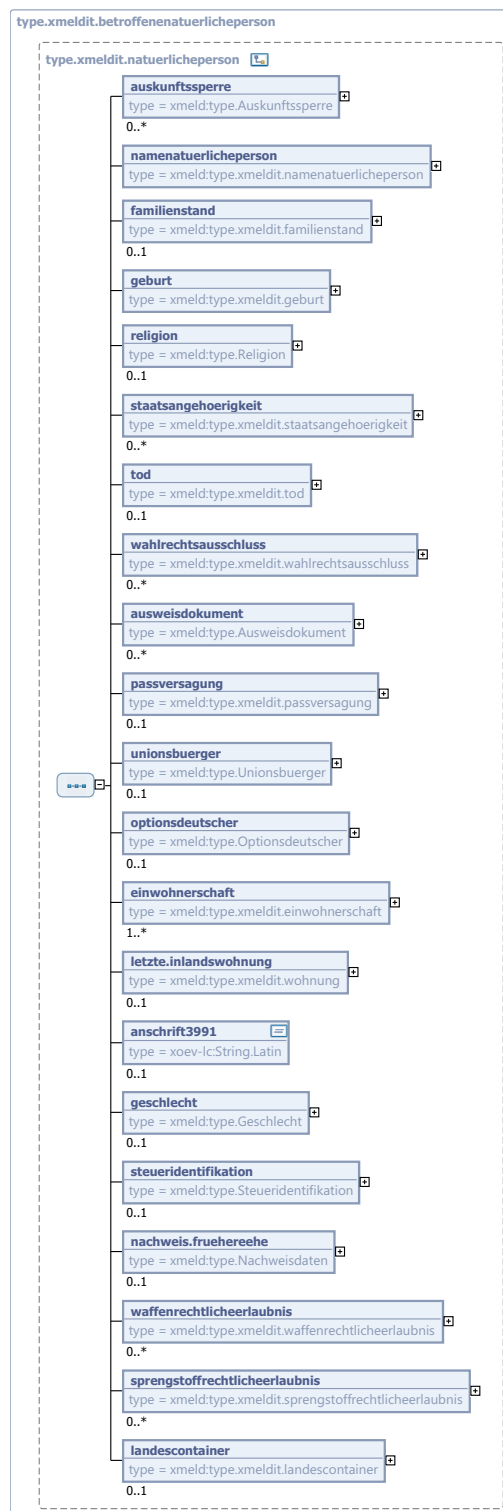 type.xmeldit.betroffenenatuerlicheperson
type.xmeldit.natuerlicheperson
auskunftssperre
type = xmeld:type.Auskunftssperre
0..*
namenatuerlicheperson
type = xmeld:type.xmeldit.namenatuerlicheperson
familienstand
type = xmeld:type.xmeldit.familienstand
0..1
geburt
type = xmeld:type.xmeldit.geburt
religion
type = xmeld:type.Religion
0..1
staatsangehoerigkeit
type = xmeld:type.xmeldit.staatsangehoerigkeit
0..*
tod
type = xmeld:type.xmeldit.tod
0..1
wahlrechtsausschluss
type = xmeld:type.xmeldit.wahlrechtsausschluss
0..*
ausweisdokument
type = xmeld:type.Ausweisdokument
0..*
passversagung
type = xmeld:type.xmeldit.passversagung
0..1
unionsbuerger
type = xmeld:type.Unionsbuerger
0..1
optionsdeutscher
type = xmeld:type.Optionsdeutscher
0..1
einwohnerschaft
type = xmeld:type.xmeldit.einwohnerschaft
1..*
letzte.inlandswohnung
type = xmeld:type.xmeldit.wohnung
0..1
anschrift3991
type = xoev-lc:String.Latin
0..1
geschlecht
type = xmeld:type.Geschlecht
0..1
steueridentifikation
type = xmeld:type.Steueridentifikation
0..1
nachweis.fruehereehe
type = xmeld:type.Nachweisdaten
0..1
waffenrechtlicheerlaubnis
type = xmeld:type.xmeldit.waffenrechtlicheerlaubnis
0..*
sprengstoffrechtlicheerlaubnis
type = xmeld:type.xmeldit.sprengstoffrechtlicheerlaubnis
0..*
landescontainer
type = xmeld:type.xmeldit.landescontainer
0..1